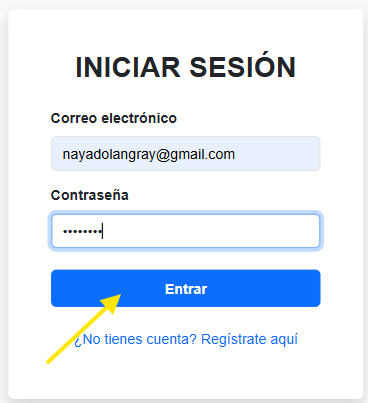 INICIAR SESIÓN
Correo electrónico
nayadolangray@gmail.com
Contraseña
••••••••
Entrar
¿No tienes cuenta? Regístrate aquí